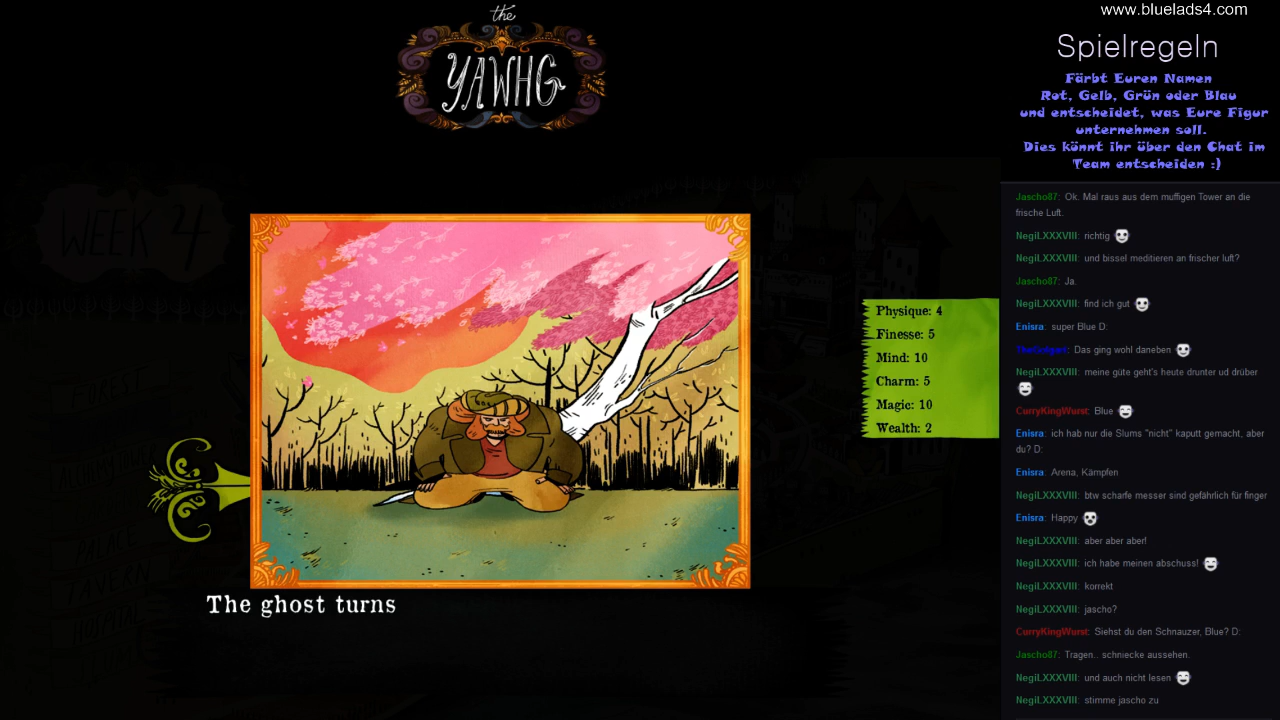 the
YAWHG
WEEK 4
FOREST
PALACE
TAVERN
HOSPITAL
Physique: 4
Finesse: 5
Mind: 10
Charm: 5
Magic: 10
Wealth: 2
The ghost turns
www.bluelads4.com
Spielregeln
Färbt Euren Namen
Rot, Gelb, Grün oder Blau
und entscheidet, was Eure Figur
unternehmen soll.
Dies könnt ihr über den Chat im
Team entscheiden :)
Jascho87: Ok. Mal raus aus dem muffigen Tower an die
frische Luft.
NegiLXXXVIII: richtig
NegiLXXXVIII: und bissel meditieren an frischer luft?
Jascho87: Ja.
NegiLXXXVIII: find ich gut
Enisra: super Blue D:
Das ging wohl daneben
NegiLXXXVIII: meine güte geht's heute drunter ud drüber
CurryKingWurst: Blue
Enisra: ich hab nur die Slums "nicht" kaputt gemacht, aber
du? D:
Enisra: Arena, Kämpfen
NegiLXXXVIII: btw scharfe messer sind gefährlich für finger
Enisra: Happy
NegiLXXXVIII: aber aber aber!
NegiLXXXVIII: ich habe meinen abschuss!
NegiLXXXVIII: korrekt
NegiLXXXVIII: jascho?
CurryKingWurst: Siehst du den Schnauzer, Blue? D:
Jascho87: Tragen.. schniecke aussehen.
NegiLXXXVIII: und auch nicht lesen
NegiLXXXVIII: stimme jascho zu